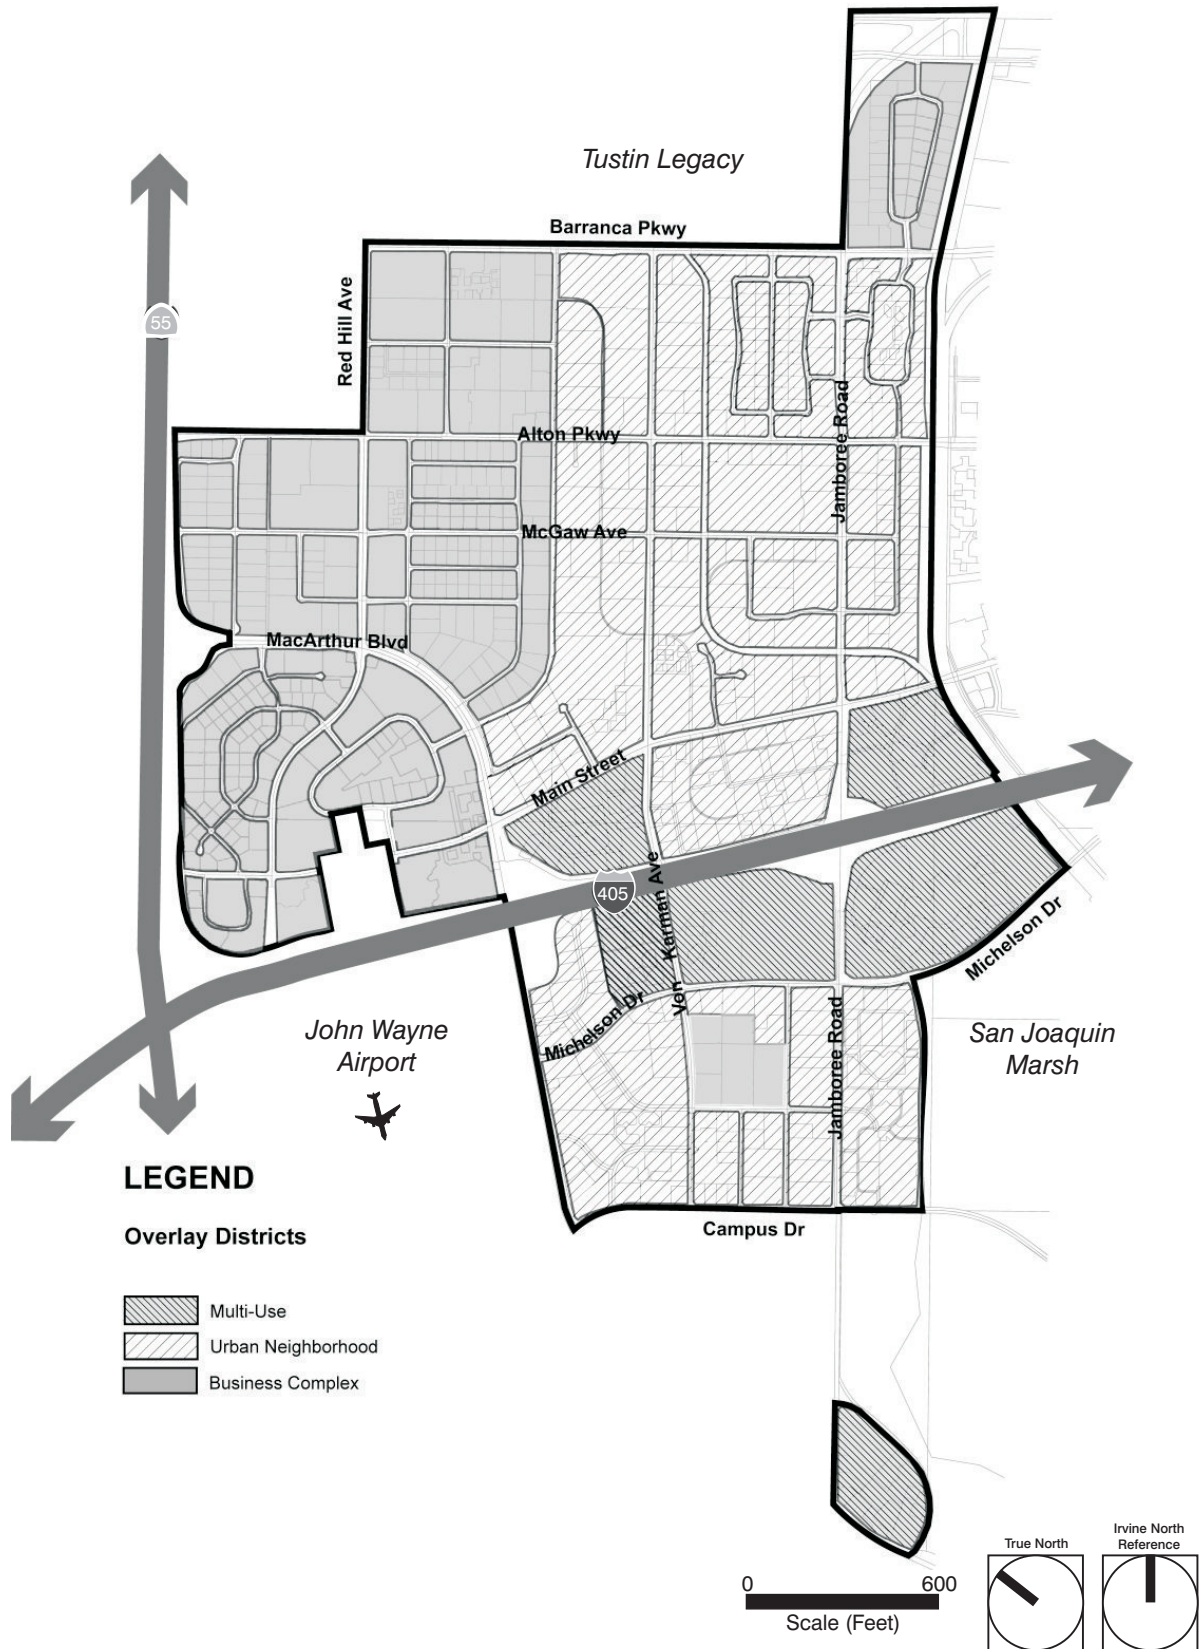 Tustin Legacy
Barranca Pkwy
Red Hill Ave
55
Alton Pkwy
Jamboree Road
McGaw Ave
MacArthur Blvd
Main Street
405
Von Karman Ave
Michelson Dr
Michelson Dr
John Wayne
Airport
San Joaquin
Marsh
Jamboree Road
Campus Dr
LEGEND
Overlay Districts
Multi-Use
Urban Neighborhood
Business Complex
0 600
Scale (Feet)
True North
Irvine North
Reference